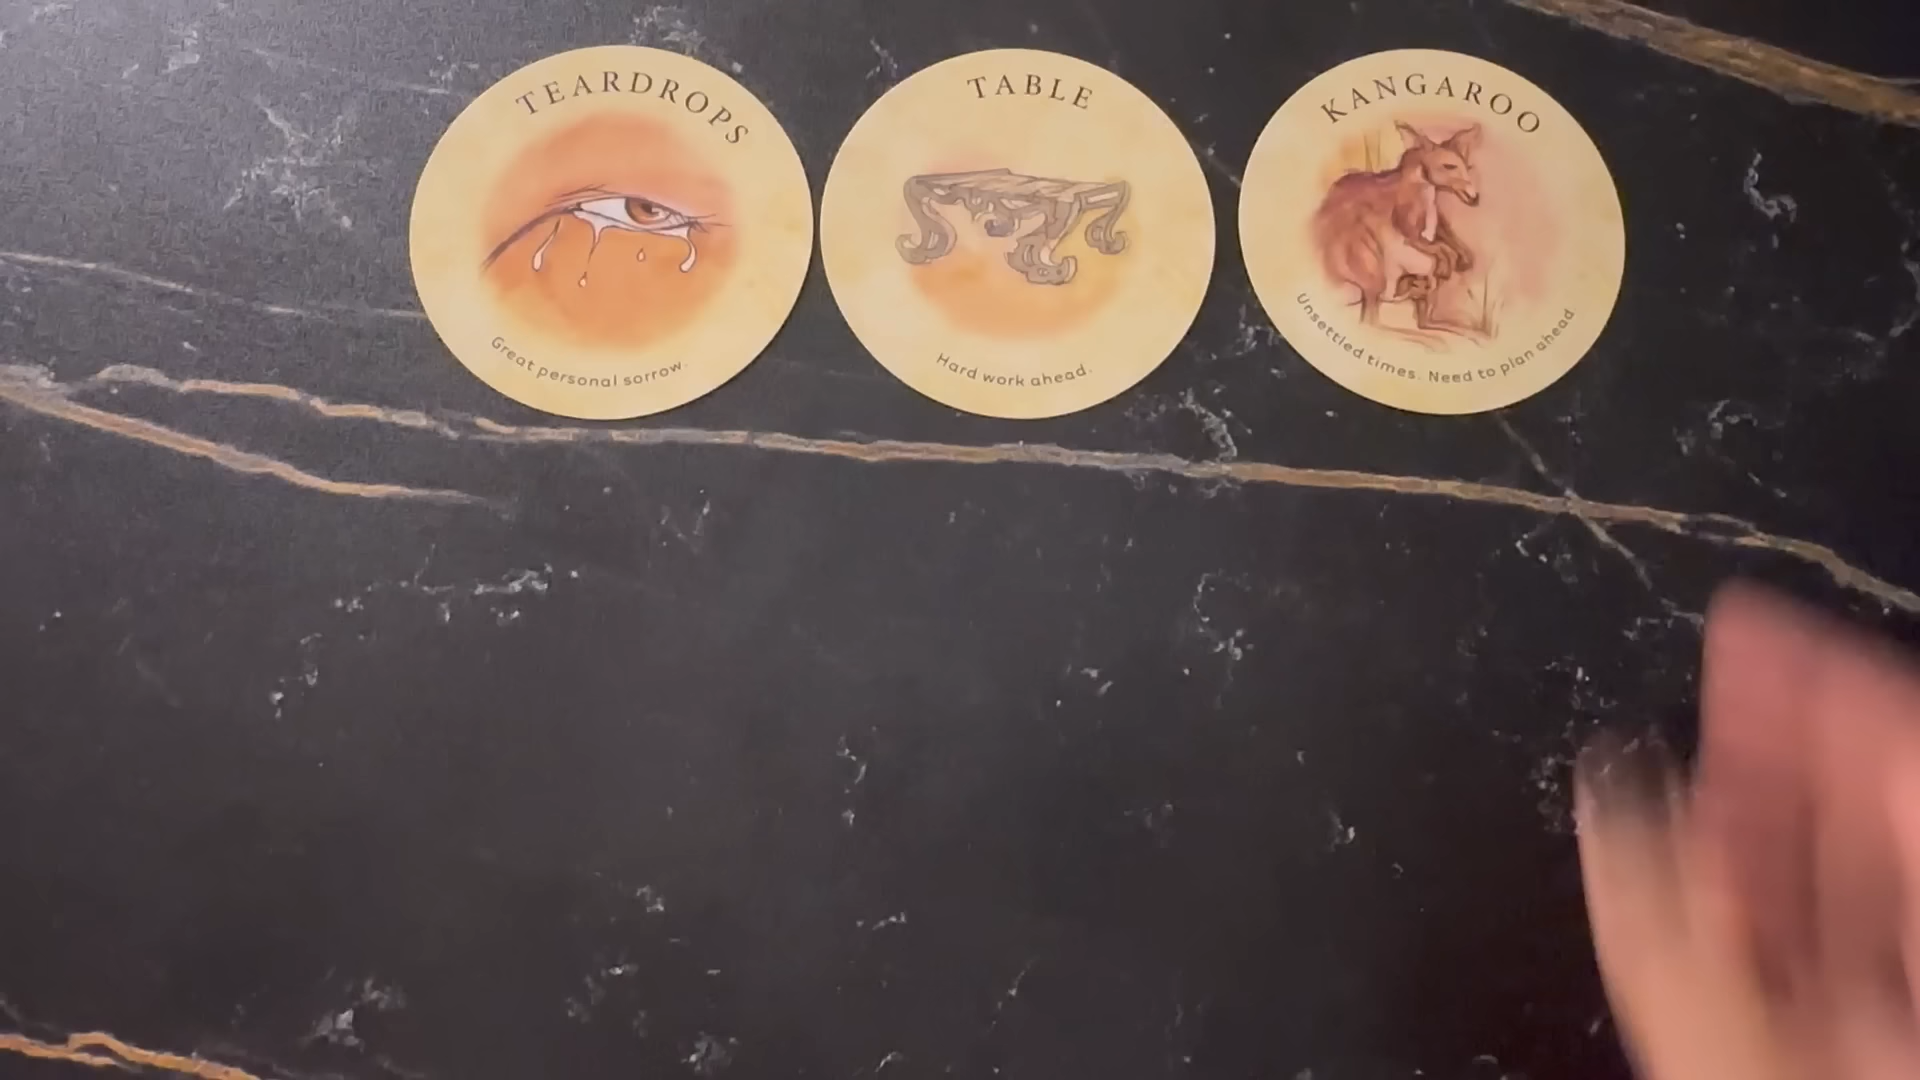 TEARDROPS
Great personal sorrow.
TABLE
Hard work ahead.
KANGAROO
Unsettled times. Need to plan ahead